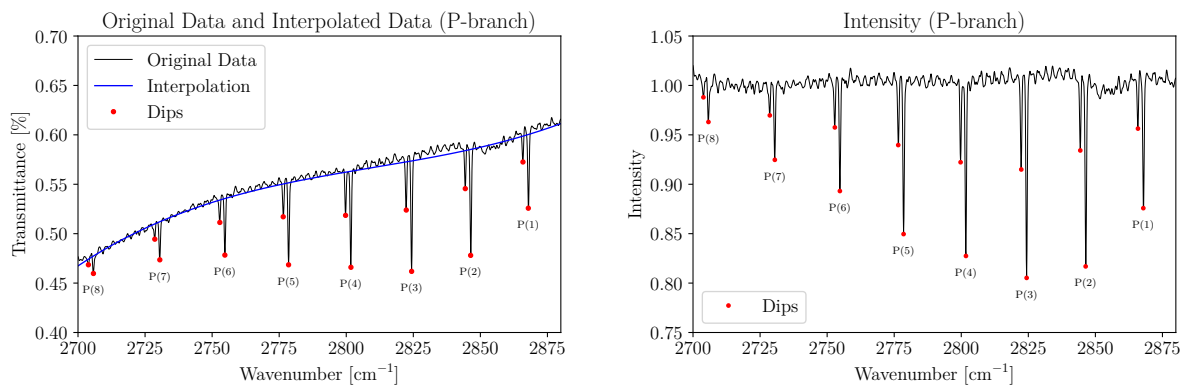 Original Data and Interpolated Data (P-branch)
Transmittance [%]
0.70
0.65
0.60
0.55
0.50
0.45
0.40
Original Data
Interpolation
Dips
P(8)
P(7)
P(6)
P(5)
P(4)
P(3)
P(2)
P(1)
2700
2725
2750
2775
2800
2825
2850
2875
Wavenumber [cm⁻¹]
Intensity (P-branch)
Intensity
1.05
1.00
0.95
0.90
0.85
0.80
0.75
P(8)
P(7)
P(6)
P(5)
P(4)
P(3)
P(2)
P(1)
Dips
2700
2725
2750
2775
2800
2825
2850
2875
Wavenumber [cm⁻¹]